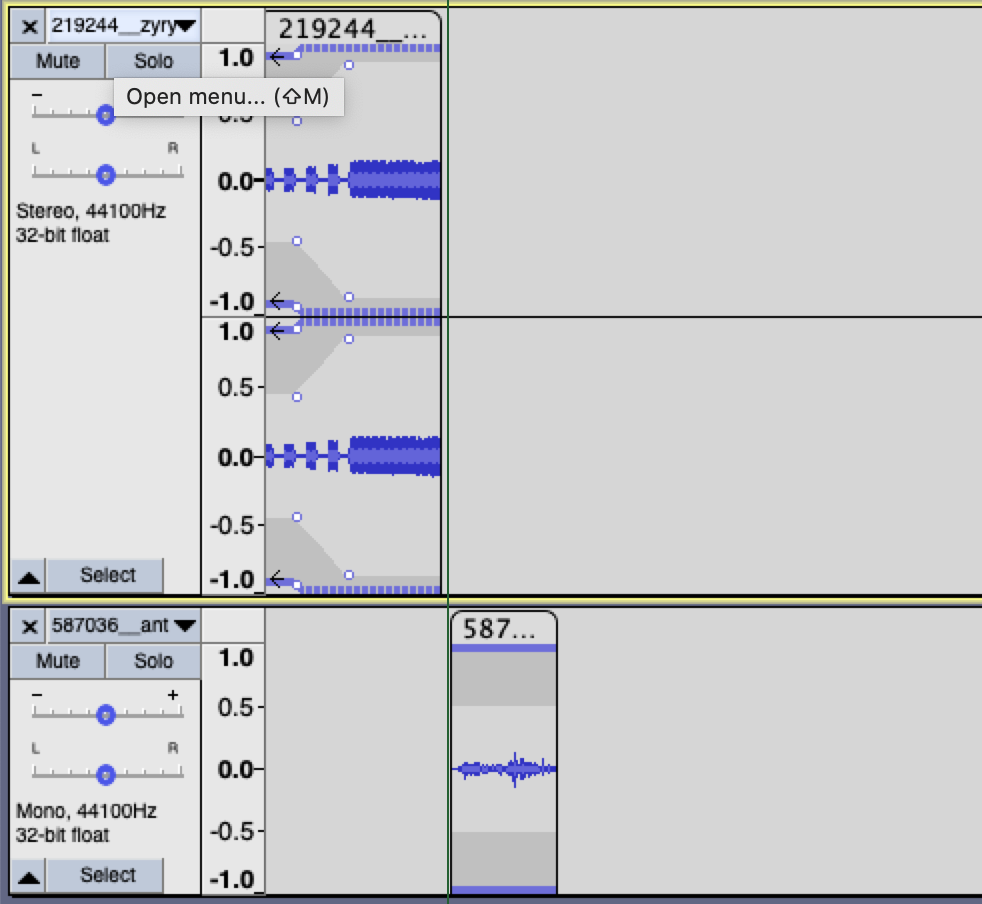 × 219244__zyry▼ 219244__...
Mute Solo
Open menu... (⇧M)
−
L R
Stereo, 44100Hz
32-bit float
1.0
0.5
0.0
-0.5
-1.0
1.0
0.5
0.0
-0.5
-1.0
▲ Select
× 587036__ant ▼ 587...
Mute Solo
− +
L R
Mono, 44100Hz
32-bit float
▲ Select
1.0
0.5
0.0
-0.5
-1.0